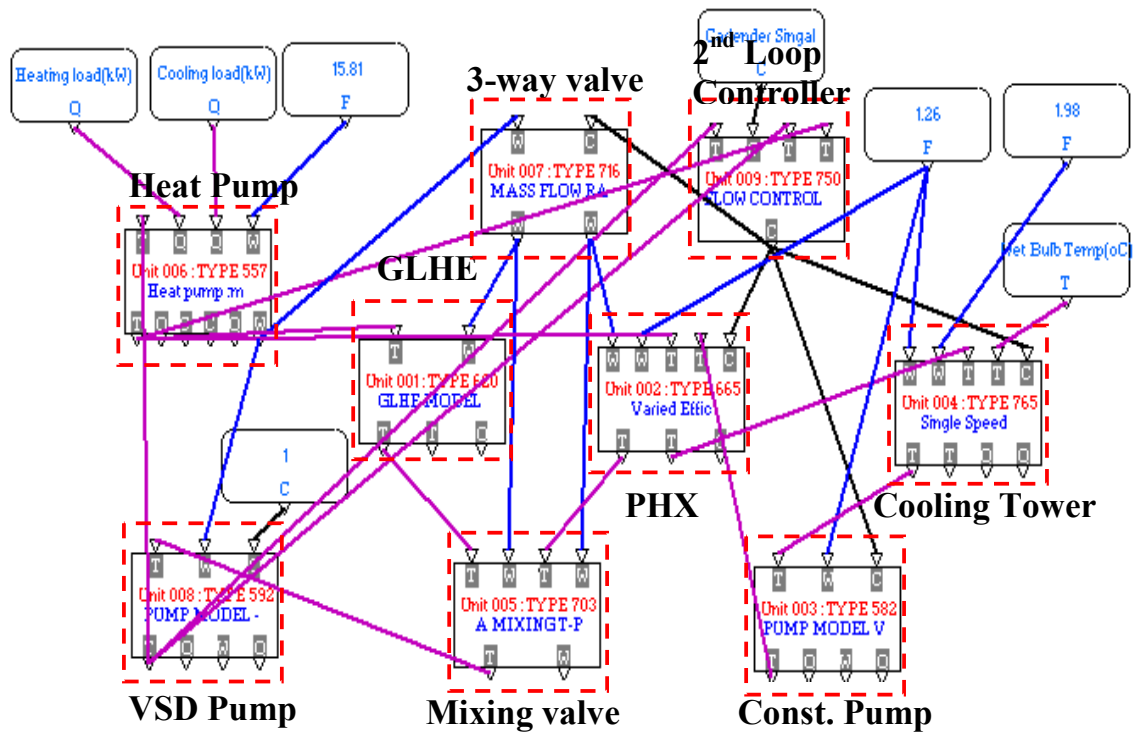 Heating load(kW)
Q
Cooling load(kW)
Q
15.81
F
3-way valve
W C
Unit 007 : TYPE 716
MASS FLOW RA
W W
Singal
C
2nd Loop
Controller
T T T
Unit 009 : TYPE 750
FLOW CONTROL
C
1.26
F
1.98
F
Wet Bulb Temp(oC)
T
Heat Pump
T Q Q W
Unit 006 : TYPE 557
Heat pump :m
T Q Q C Q W
GLHE
T W
Unit 001 : TYPE 620
GLHE MODEL
T T Q
W W T T C
Unit 002 : TYPE 665
Varied Effic
T T
PHX
W W T T C
Unit 004 : TYPE 765
Single Speed
T T Q Q
Cooling Tower
1
C
T W
Unit 008 : TYPE 592
PUMP MODEL -
T Q W Q
VSD Pump
T W T W
Unit 005 : TYPE 703
A MIXING T-P
T W
Mixing valve
T W C
Unit 003 : TYPE 582
PUMP MODEL V
T Q W Q
Const. Pump